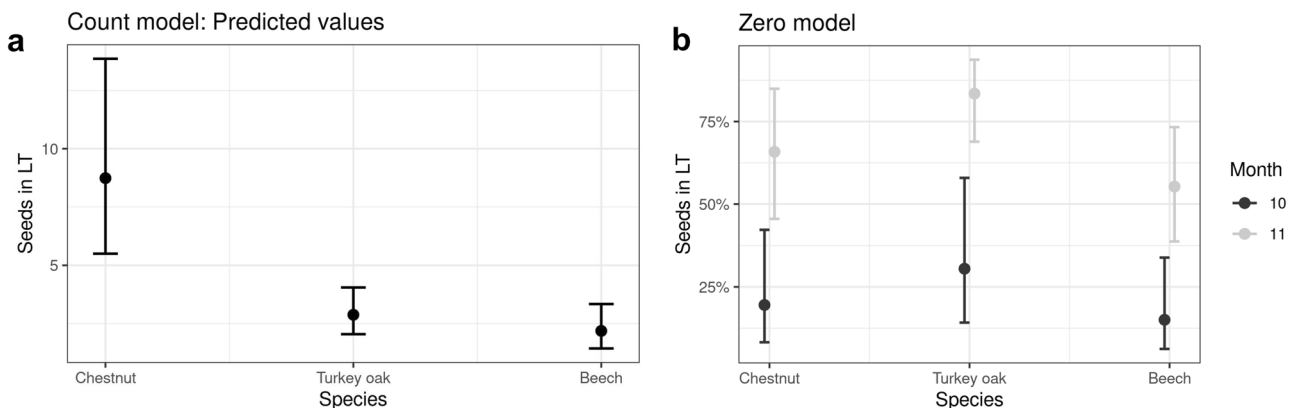 a
Count model: Predicted values
Seeds in LT
10
5
Chestnut
Turkey oak
Beech
Species
b
Zero model
Seeds in LT
75%
50%
25%
Chestnut
Turkey oak
Beech
Species
Month
10
11